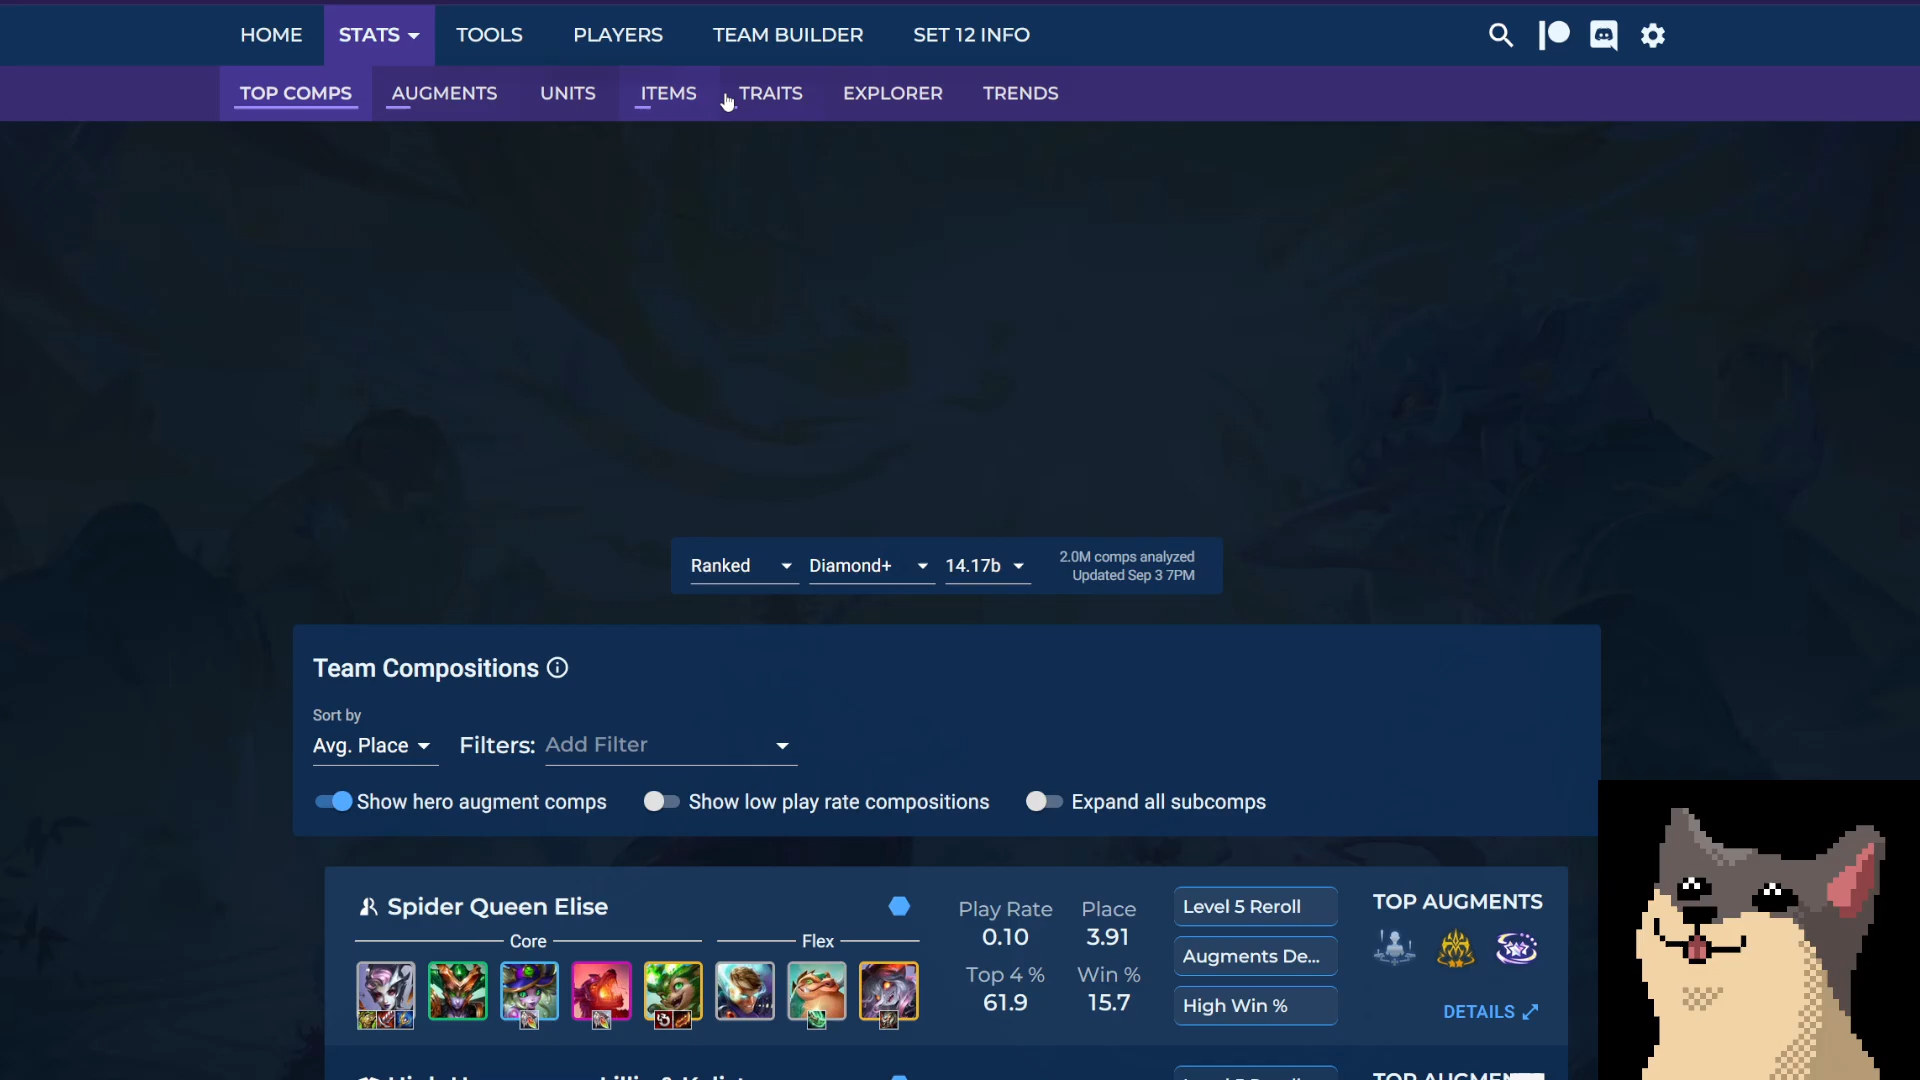 HOME STATS TOOLS PLAYERS TEAM BUILDER SET 12 INFO
TOP COMPS AUGMENTS UNITS ITEMS TRAITS EXPLORER TRENDS
Ranked Diamond+ 14.17b
2.0M comps analyzed
Updated Sep 3 7PM
Team Compositions
Sort by
Avg. Place Filters: Add Filter
Show hero augment comps Show low play rate compositions Expand all subcomps
Spider Queen Elise
Core Flex
Play Rate Place
0.10 3.91
Top 4 % Win %
61.9 15.7
Level 5 Reroll
Augments De...
High Win %
TOP AUGMENTS
DETAILS